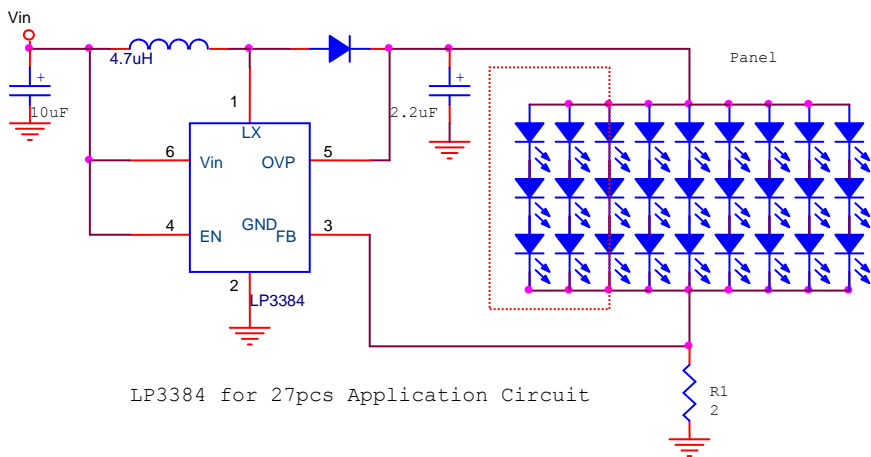 Vin
4.7uH
Panel
10uF
2.2uF
1
LX
6
Vin
OVP
5
4
EN
GND
FB
3
2
LP3384
LP3384 for 27pcs Application Circuit
R1
2